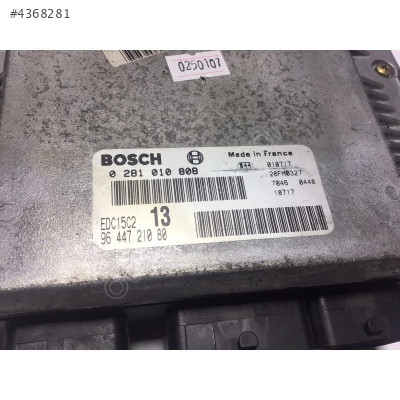 #4368281
0250107
BOSCH
Made in France
0 281 010 808
B44 010717
28FM0327
7046 0448
18717
EDC15C2 13
96 447 210 80